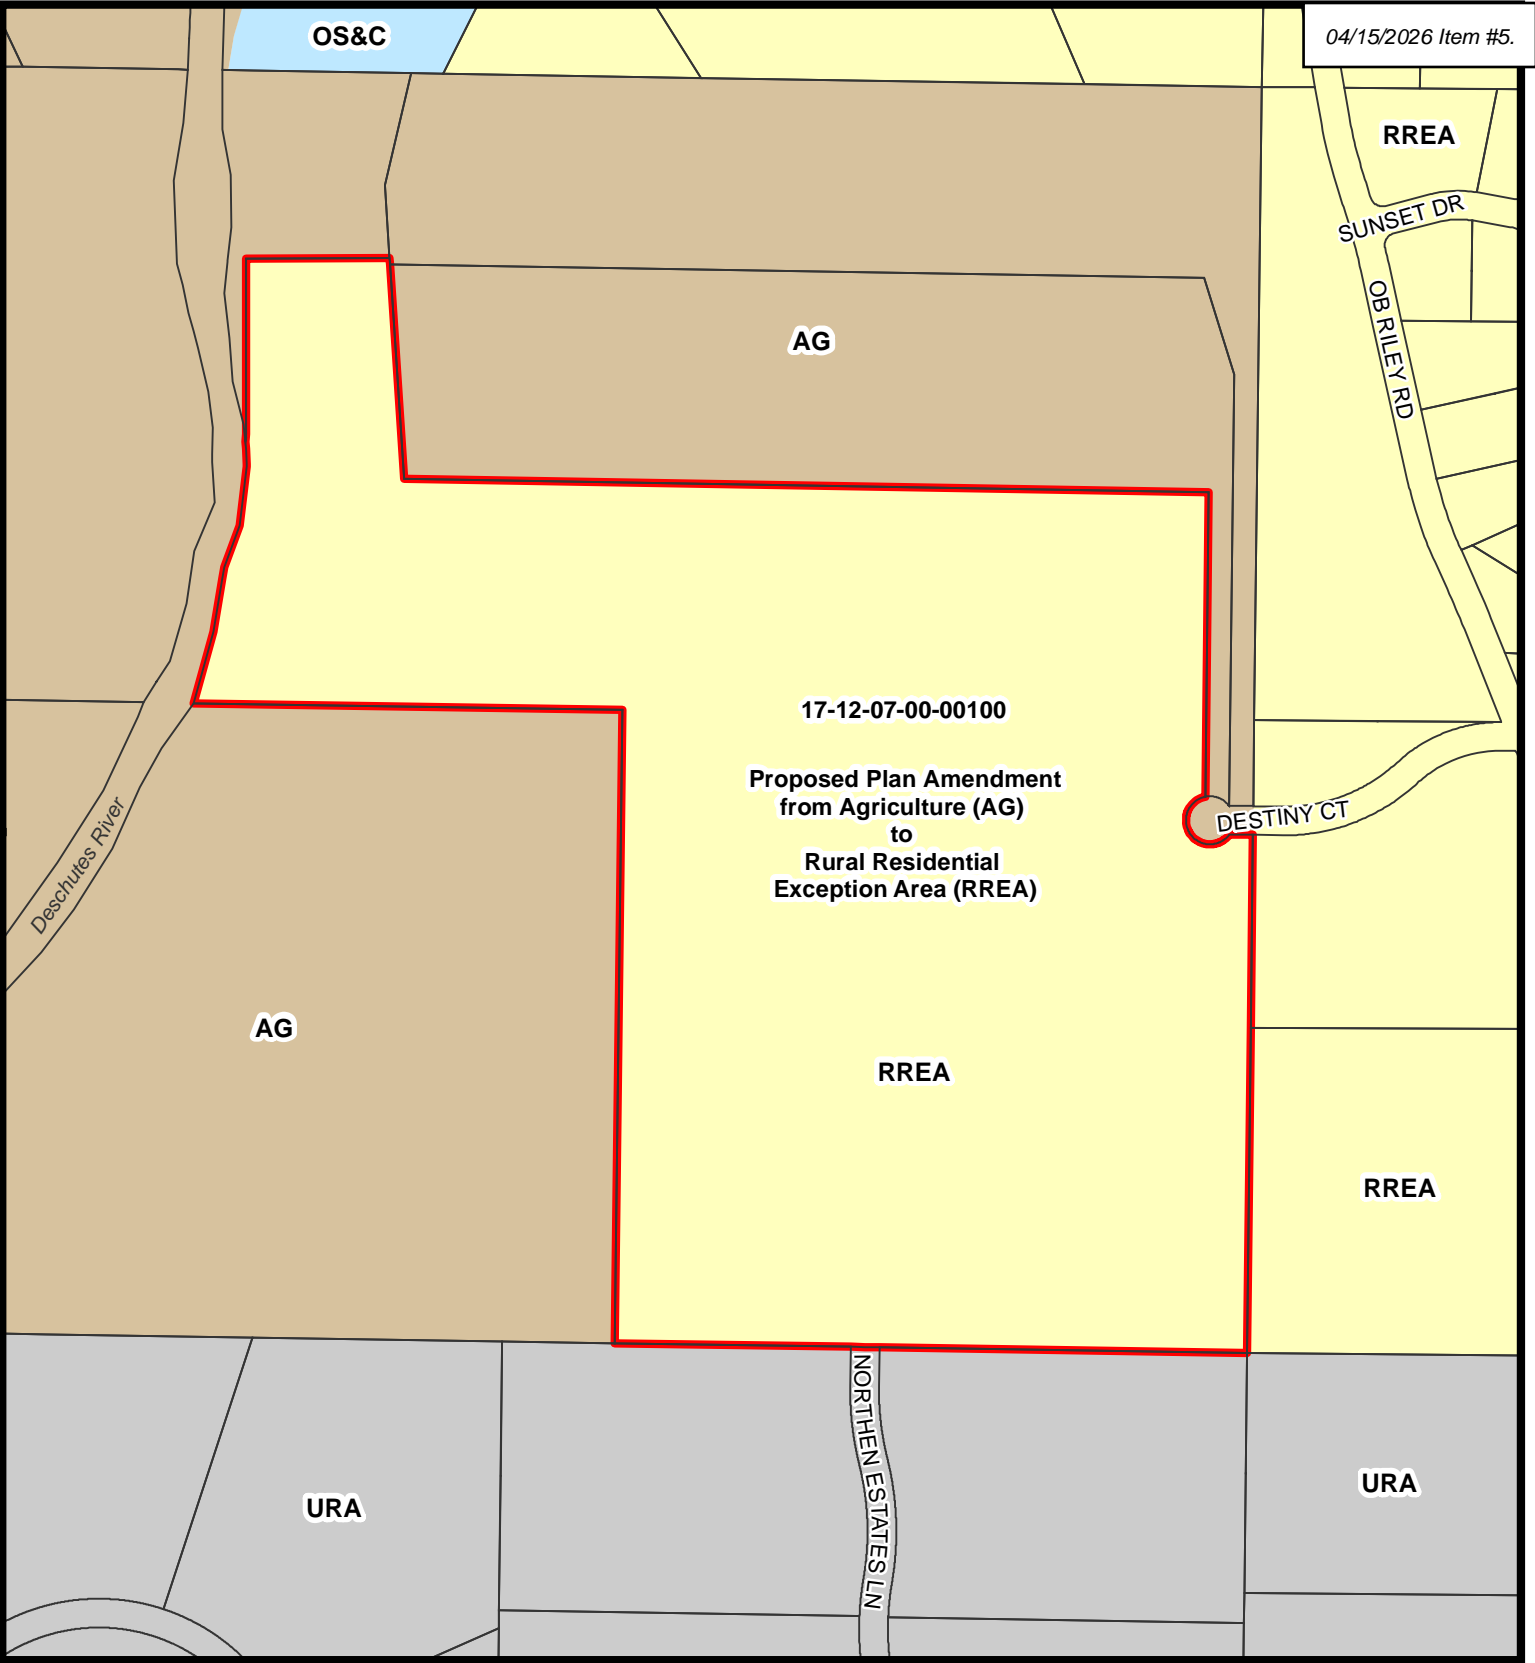 OS&C
04/15/2026 Item #5.
RREA
SUNSET DR
OB RILEY RD
AG
17-12-07-00-00100
Proposed Plan Amendment
from Agriculture (AG)
to
Rural Residential
Exception Area (RREA)
DESTINY CT
Deschutes River
AG
RREA
RREA
NORTHEN ESTATES LN
URA
URA